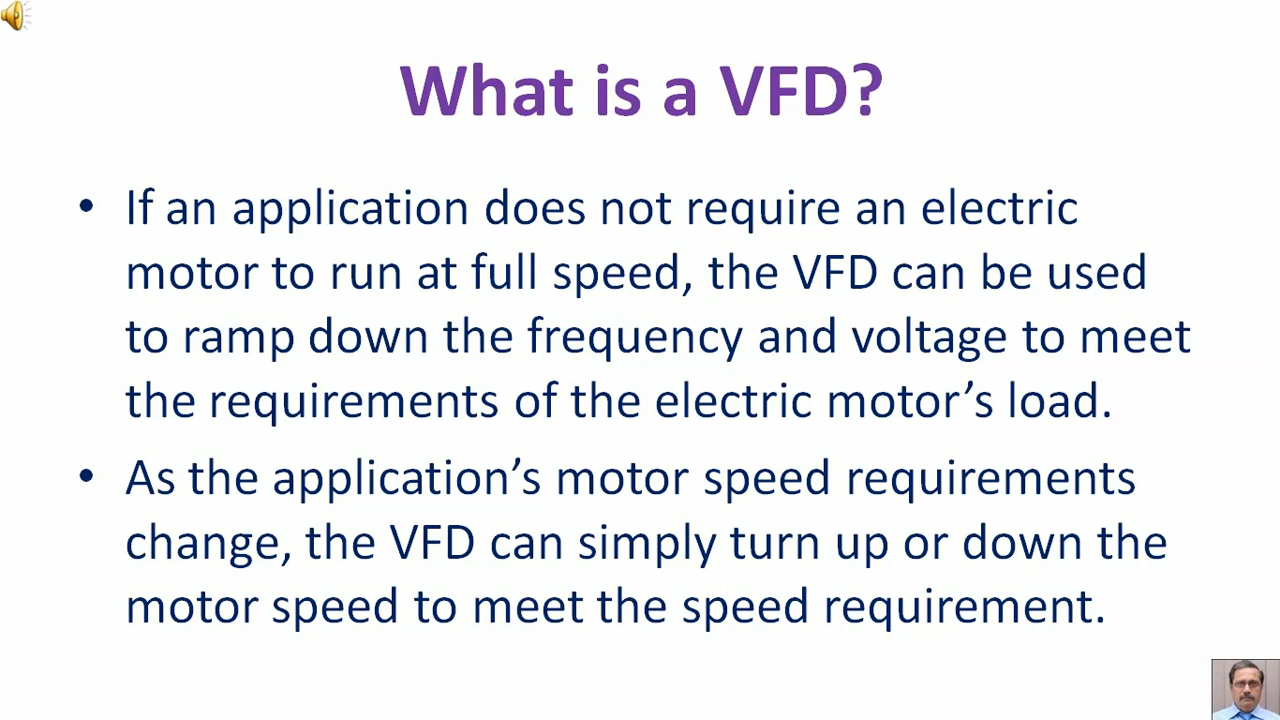 What is a VFD?
• If an application does not require an electric
motor to run at full speed, the VFD can be used
to ramp down the frequency and voltage to meet
the requirements of the electric motor’s load.
• As the application’s motor speed requirements
change, the VFD can simply turn up or down the
motor speed to meet the speed requirement.